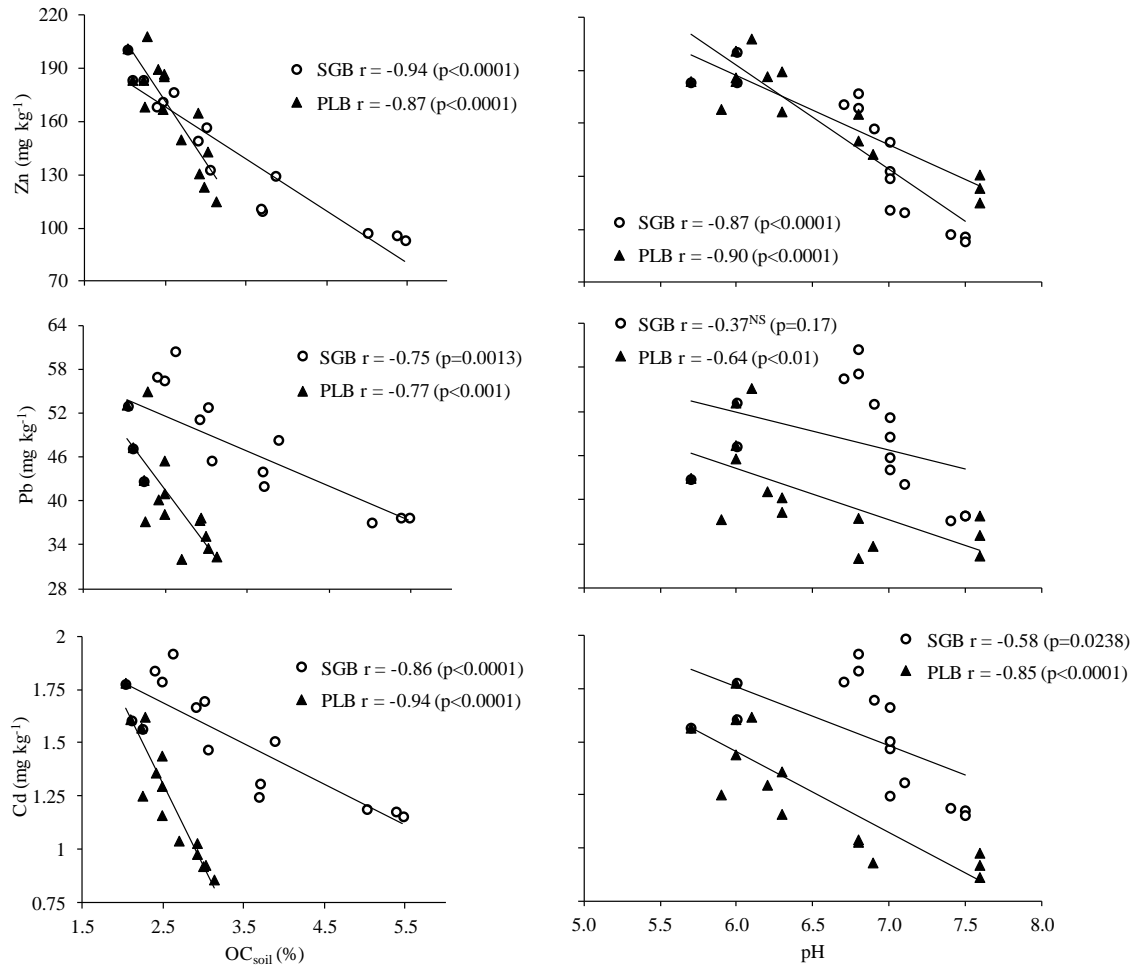 220
190
160
130
100
70
Zn (mg kg⁻¹)
SGB r = -0.94 (p<0.0001)
PLB r = -0.87 (p<0.0001)
SGB r = -0.87 (p<0.0001)
PLB r = -0.90 (p<0.0001)
64
58
52
46
40
34
28
Pb (mg kg⁻¹)
SGB r = -0.75 (p=0.0013)
PLB r = -0.77 (p<0.001)
SGB r = -0.37ᴺˢ (p=0.17)
PLB r = -0.64 (p<0.01)
2
1.75
1.5
1.25
1
0.75
Cd (mg kg⁻¹)
SGB r = -0.86 (p<0.0001)
PLB r = -0.94 (p<0.0001)
1.5 2.5 3.5 4.5 5.5
OCsoil (%)
SGB r = -0.58 (p=0.0238)
PLB r = -0.85 (p<0.0001)
5.0 5.5 6.0 6.5 7.0 7.5 8.0
pH